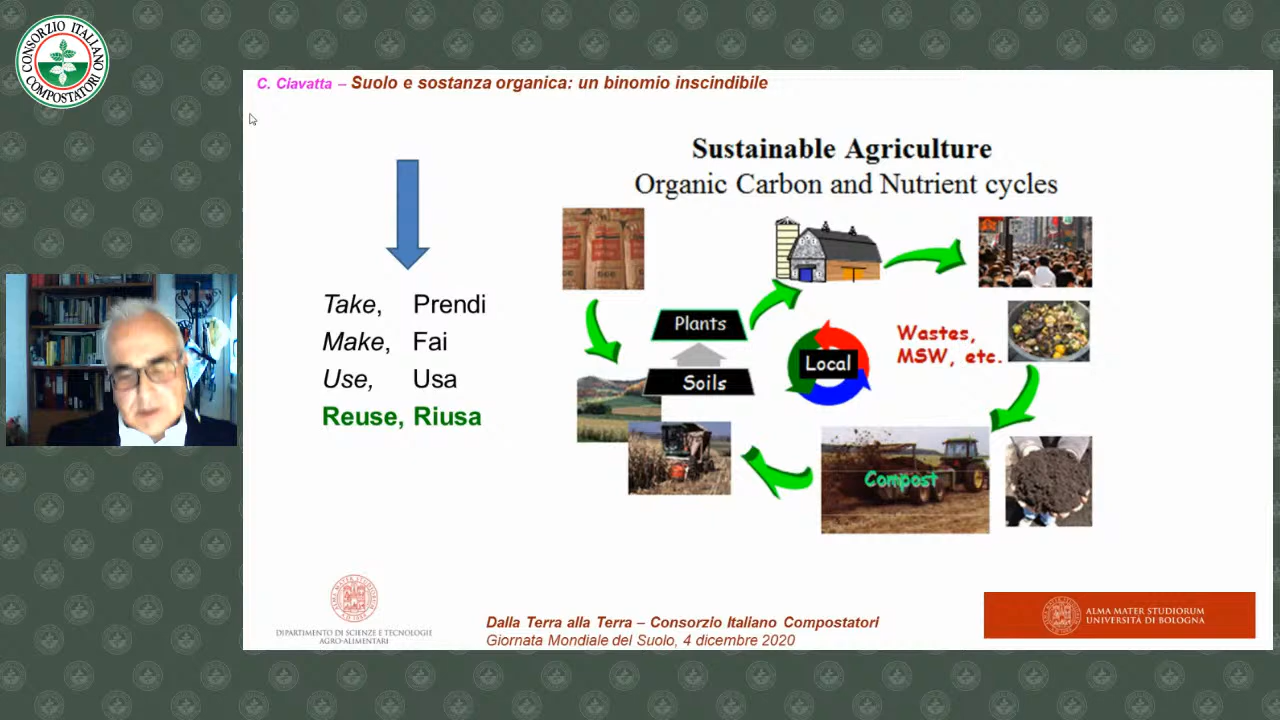 CONSORZIO ITALIANO
COMPOSTATORI
C. Ciavatta – Suolo e sostanza organica: un binomio inscindibile
Take, Prendi
Make, Fai
Use, Usa
Reuse, Riusa
Sustainable Agriculture
Organic Carbon and Nutrient cycles
Plants
Soils
Local
Wastes,
MSW, etc.
Compost
DIPARTIMENTO DI SCIENZE E TECNOLOGIE
AGRO-ALIMENTARI
Dalla Terra alla Terra – Consorzio Italiano Compostatori
Giornata Mondiale del Suolo, 4 dicembre 2020
ALMA MATER STUDIORUM
UNIVERSITÀ DI BOLOGNA